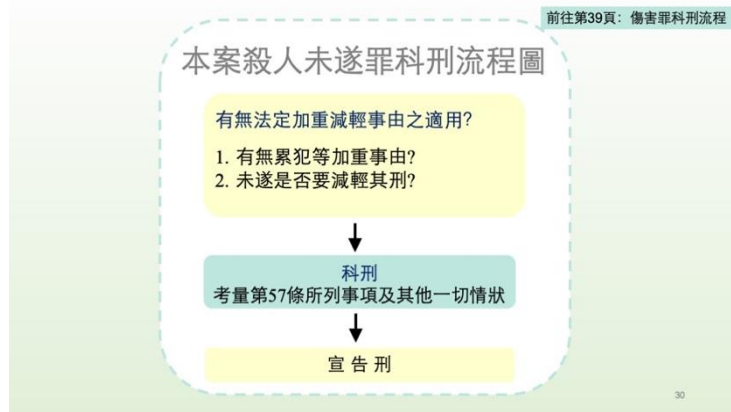 前往第39頁：傷害罪科刑流程
本案殺人未遂罪科刑流程圖
有無法定加重減輕事由之適用?
1. 有無累犯等加重事由?
2. 未遂是否要減輕其刑?
科刑
考量第57條所列事項及其他一切情狀
宣告刑
30